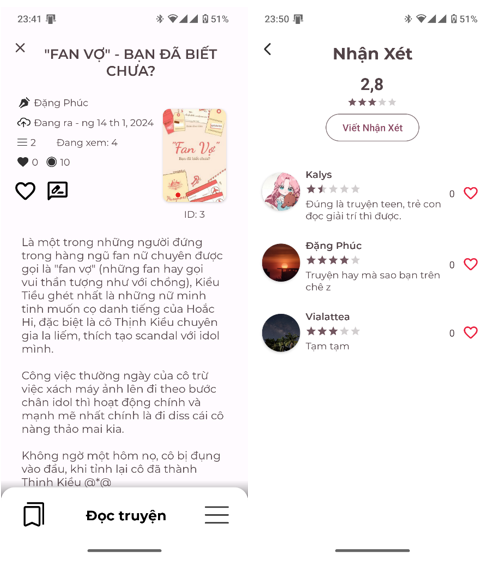 23:41
51%
"FAN VỢ" - BẠN ĐÃ BIẾT
CHƯA?
Đặng Phúc
Đang ra - ng 14 th 1, 2024
2
Đang xem: 4
0
10
"Fan Vợ"
Bạn đã biết chưa?
ID: 3
Là một trong những người đứng
trong hàng ngũ fan nữ chuyên được
gọi là "fan vợ" (những fan hay gọi
vui thần tượng như với chồng), Kiều
Tiểu ghét nhất là những nữ minh
tinh muốn cọ danh tiếng của Hoắc
Hi, đặc biệt là cô Thịnh Kiều chuyên
gia la liếm, thích tạo scandal với idol
mình.
Công việc thường ngày của cô trừ
việc xách máy ảnh lên đi theo bước
chân idol thì hoạt động chính và
mạnh mẽ nhất chính là đi diss cái cô
nàng thảo mai kia.
Không ngờ một hôm nọ, cô bị đụng
vào đầu, khi tỉnh lại cô đã thành
Thịnh Kiều @*@
Đọc truyện
23:50
51%
Nhận Xét
2,8
Viết Nhận Xét
Kalys
Đúng là truyện teen, trẻ con
đọc giải trí thì được.
0
Đặng Phúc
Truyện hay mà sao bạn trên
chê z
0
Vialattea
Tạm tạm
0